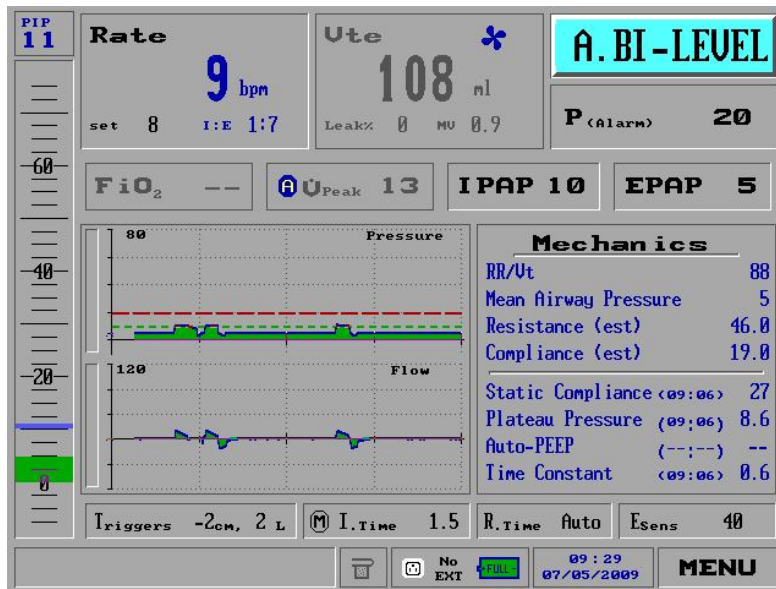 PIP
11
Rate
9 bpm
set 8 I:E 1:7
Vte
108 ml
Leak% 0 MV 0.9
A.BI-LEVEL
P(Alarm) 20
60
40
20
0
FiO2 --
A V̇Peak 13
IPAP 10
EPAP 5
80 Pressure
120 Flow
Mechanics
RR/Vt 88
Mean Airway Pressure 5
Resistance (est) 46.0
Compliance (est) 19.0
Static Compliance (09:06) 27
Plateau Pressure (09:06) 8.6
Auto-PEEP (--:--) --
Time Constant (09:06) 0.6
Triggers -2cm, 2 L
M I.Time 1.5
R.Time Auto
Esens 40
No
EXT
FULL
09:29
07/05/2009
MENU